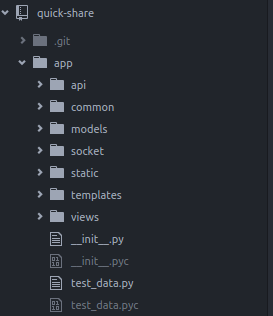 quick-share
.git
app
api
common
models
socket
static
templates
views
__init__.py
__init__.pyc
test_data.py
test_data.pyc